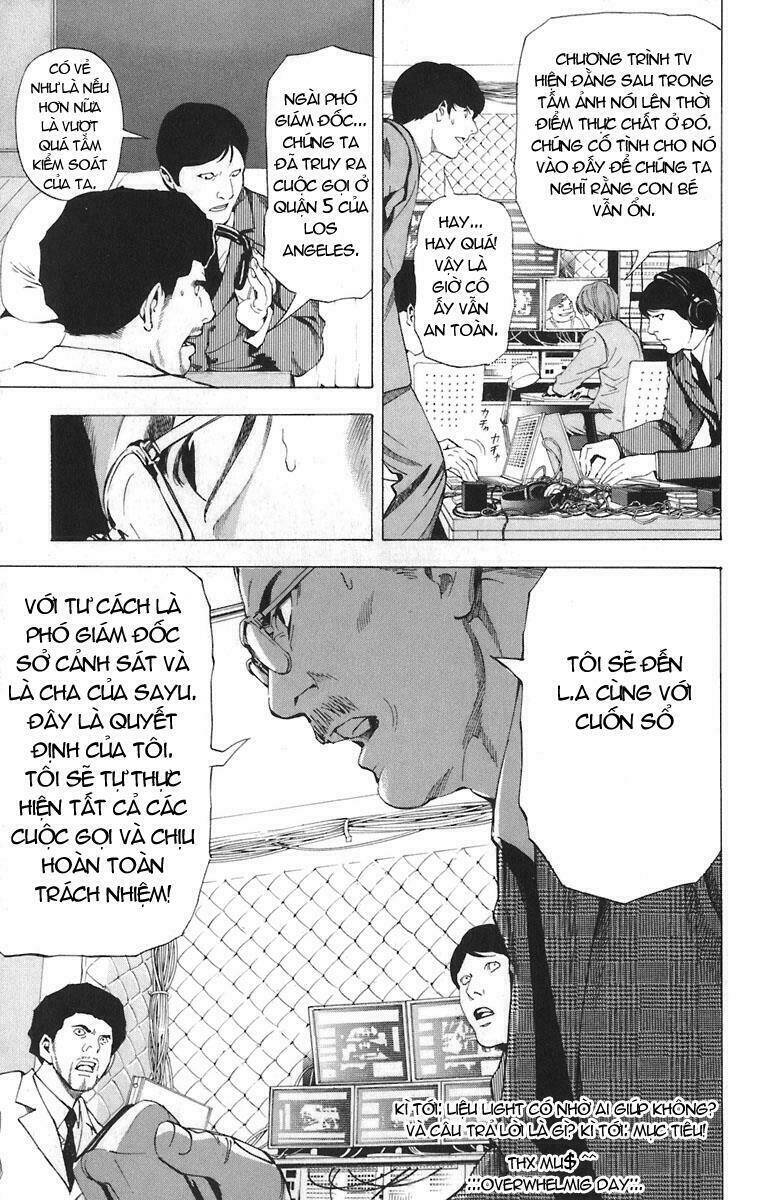 CHƯƠNG TRÌNH TV
HIỆN ĐẰNG SAU TRONG
TẤM ẢNH NÓI LÊN THỜI
ĐIỂM THỰC CHẤT Ở ĐÓ,
CHÚNG CỐ TÌNH CHO NÓ
VÀO ĐẤY ĐỂ CHÚNG TA
NGHĨ RẰNG CON BÉ
VẪN ỔN.
HAY...
HAY QUÁ!
VẬY LÀ
GIỜ CÔ
ẤY VẪN
AN TOÀN.
カチャ
カチャ
NGÀI PHÓ
GIÁM ĐỐC...
CHÚNG TA
ĐÃ TRUY RA
CUỘC GỌI Ở
QUẬN 5 CỦA
LOS
ANGELES.
CÓ VẺ
NHƯ LÀ NẾU
HƠN NỮA
LÀ VƯỢT
QUÁ TẦM
KIỂM SOÁT
CỦA TA.
TÔI SẼ ĐẾN
L.A CÙNG VỚI
CUỐN SỔ
VỚI TƯ CÁCH LÀ
PHÓ GIÁM ĐỐC
SỞ CẢNH SÁT VÀ
LÀ CHA CỦA SAYU,
ĐÂY LÀ QUYẾT
ĐỊNH CỦA TÔI,
TÔI SẼ TỰ THỰC
HIỆN TẤT CẢ CÁC
CUỘC GỌI VÀ CHỊU
HOÀN TOÀN
TRÁCH NHIỆM!
KÌ TỚI: LIỆU LIGHT CÓ NHỜ AI GIÚP KHÔNG?
VÀ CÂU TRẢ LỜI LÀ GÌ? KÌ TỚI: MỤC TIÊU!
THX MU$ ^^
:::OVERWHELMIG DAY:::.